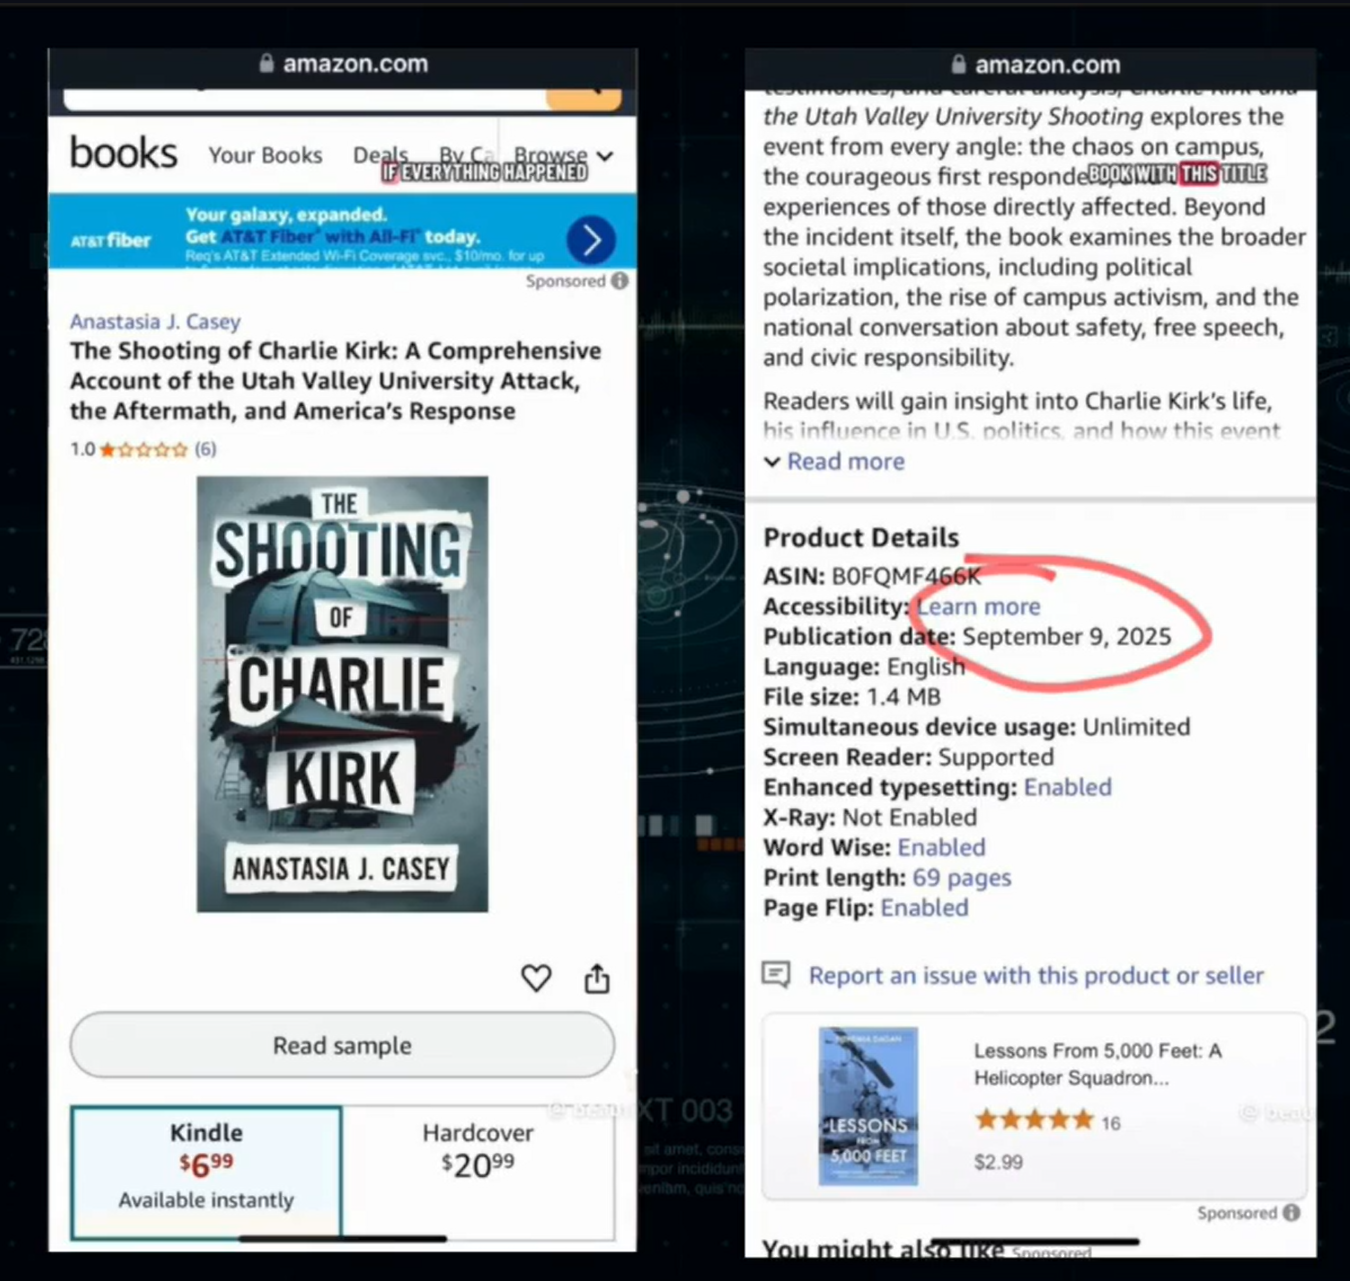 amazon.com
books Your Books Deals By Ca Browse
IF EVERYTHING HAPPENED
Your galaxy, expanded.
AT&T fiber Get AT&T Fiber® with All-Fi™ today.
Req's AT&T Extended Wi-Fi Coverage svc., $10/mo. for up
Sponsored
Anastasia J. Casey
The Shooting of Charlie Kirk: A Comprehensive
Account of the Utah Valley University Attack,
the Aftermath, and America's Response
1.0 (6)
THE
SHOOTING
OF
CHARLIE
KIRK
ANASTASIA J. CASEY
Read sample
Kindle
$6.99
Available instantly
Hardcover
$20.99
amazon.com
testimonies, and careful analysis, Charlie Kirk and
the Utah Valley University Shooting explores the
event from every angle: the chaos on campus,
the courageous first responde
BOOK WITH THIS TITLE
experiences of those directly affected. Beyond
the incident itself, the book examines the broader
societal implications, including political
polarization, the rise of campus activism, and the
national conversation about safety, free speech,
and civic responsibility.
Readers will gain insight into Charlie Kirk's life,
his influence in U.S. politics, and how this event
Read more
Product Details
ASIN: B0FQMF466K
Accessibility: Learn more
Publication date: September 9, 2025
Language: English
File size: 1.4 MB
Simultaneous device usage: Unlimited
Screen Reader: Supported
Enhanced typesetting: Enabled
X-Ray: Not Enabled
Word Wise: Enabled
Print length: 69 pages
Page Flip: Enabled
Report an issue with this product or seller
LESSONS
FROM
5,000 FEET
Lessons From 5,000 Feet: A
Helicopter Squadron...
16
$2.99
Sponsored
You might also like Sponsored
XT 003
72
2